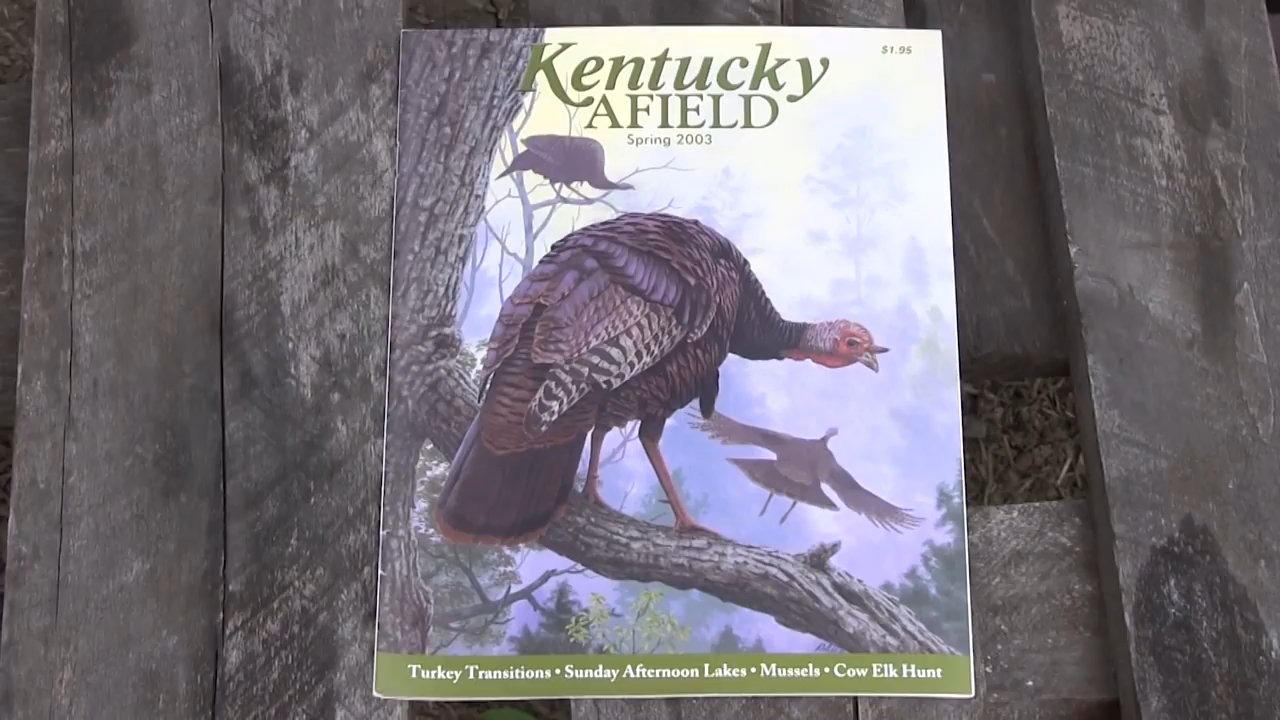 Kentucky
$1.95
AFIELD
Spring 2003
Turkey Transitions • Sunday Afternoon Lakes • Mussels • Cow Elk Hunt